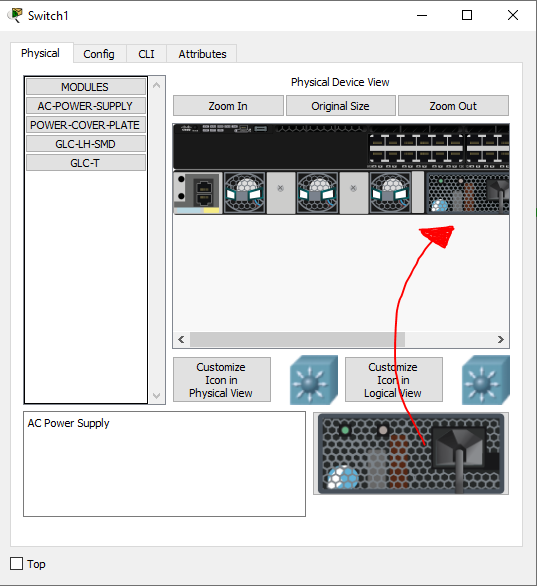 Switch1
Physical
Config
CLI
Attributes
MODULES
AC-POWER-SUPPLY
POWER-COVER-PLATE
GLC-LH-SMD
GLC-T
Physical Device View
Zoom In
Original Size
Zoom Out
Customize
Icon in
Physical View
Customize
Icon in
Logical View
AC Power Supply
Top